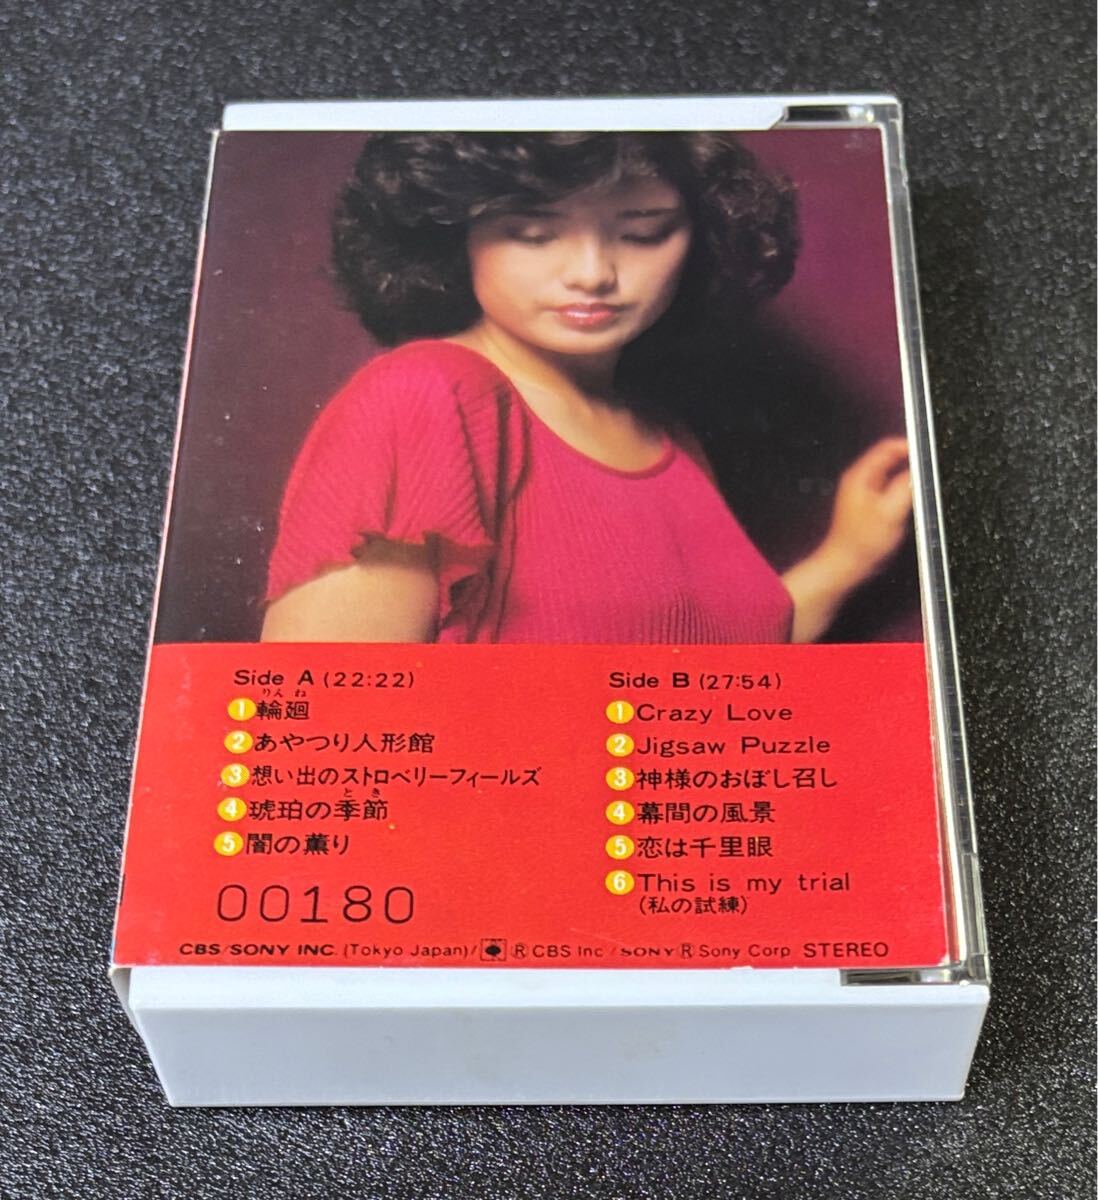 Side A (22:22)
りんね
1 輪廻
2 あやつり人形館
3 想い出のストロベリーフィールズ
とき
4 琥珀の季節
5 闇の薫り
00180
Side B (27:54)
1 Crazy Love
2 Jigsaw Puzzle
3 神様のおぼし召し
4 幕間の風景
5 恋は千里眼
6 This is my trial
(私の試練)
CBS/SONY INC. (Tokyo Japan)/ Ⓡ CBS Inc / SONY Ⓡ Sony Corp STEREO